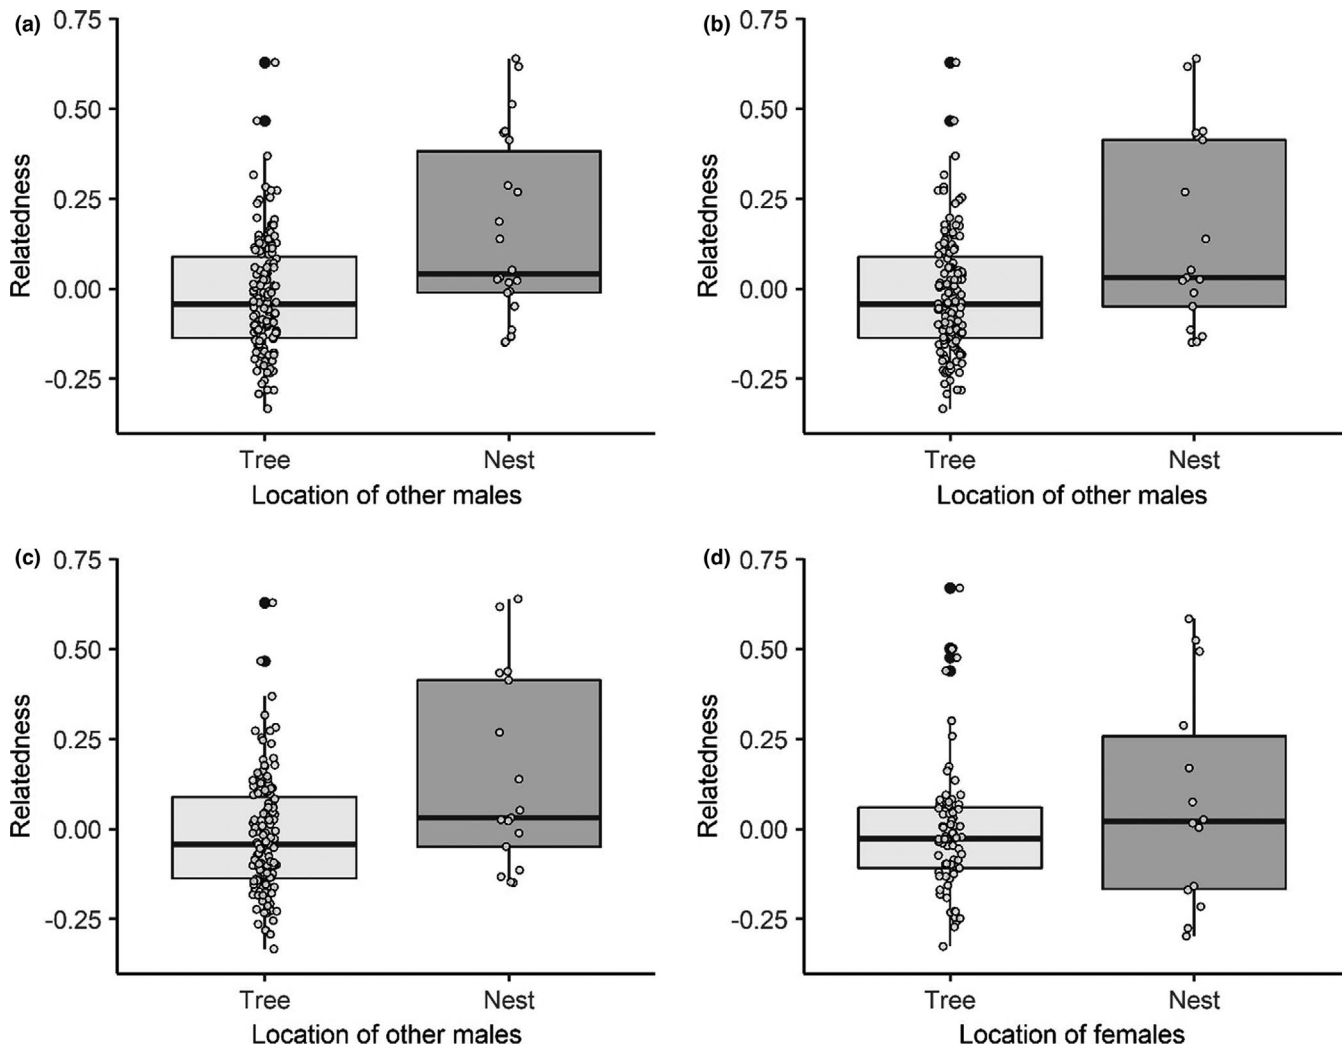 (a)
0.75
0.50
0.25
0.00
-0.25
Relatedness
Tree Nest
Location of other males
(b)
0.75
0.50
0.25
0.00
-0.25
Relatedness
Tree Nest
Location of other males
(c)
0.75
0.50
0.25
0.00
-0.25
Relatedness
Tree Nest
Location of other males
(d)
0.75
0.50
0.25
0.00
-0.25
Relatedness
Tree Nest
Location of females